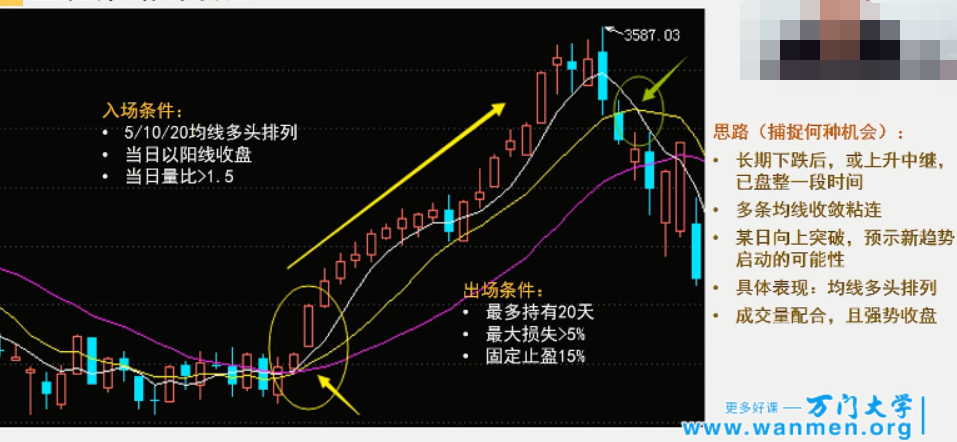 3587.03
入场条件：
• 5/10/20均线多头排列
• 当日以阳线收盘
• 当日量比>1.5
出场条件：
• 最多持有20天
• 最大损失>5%
• 固定止盈15%
思路（捕捉何种机会）：
• 长期下跌后，或上升中继，
已盘整一段时间
• 多条均线收敛粘连
• 某日向上突破，预示新趋势
启动的可能性
• 具体表现：均线多头排列
• 成交量配合，且强势收盘
更多好课 — 万门大学
www.wanmen.org